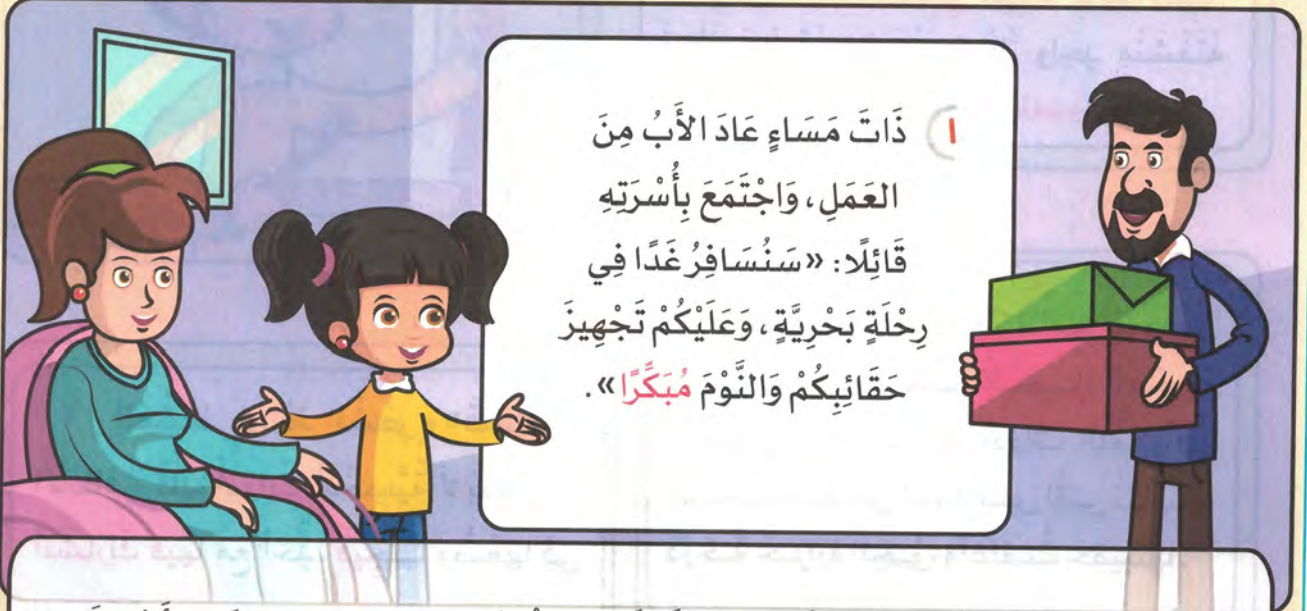 ١ ذَاتَ مَسَاءٍ عَادَ الأَبُ مِنَ
العَمَلِ، وَاجْتَمَعَ بِأُسْرَتِهِ
قَائِلًا: «سَنُسَافِرُ غَدًا فِي
رِحْلَةٍ بَحْرِيَّةٍ، وَعَلَيْكُمْ تَجْهِيزَ
حَقَائِبِكُمْ وَالنَّوْمَ مُبَكِّرًا».